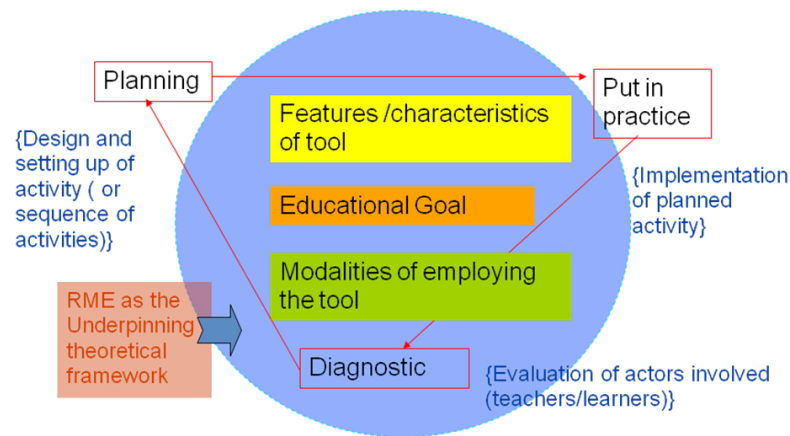 Planning
Put in
practice
Features /characteristics
of tool
{Design and
setting up of
activity ( or
sequence of
activities)}
{Implementation
of planned
activity}
Educational Goal
Modalities of employing
the tool
RME as the
Underpinning
theoretical
framework
Diagnostic
{Evaluation of actors involved
(teachers/learners)}